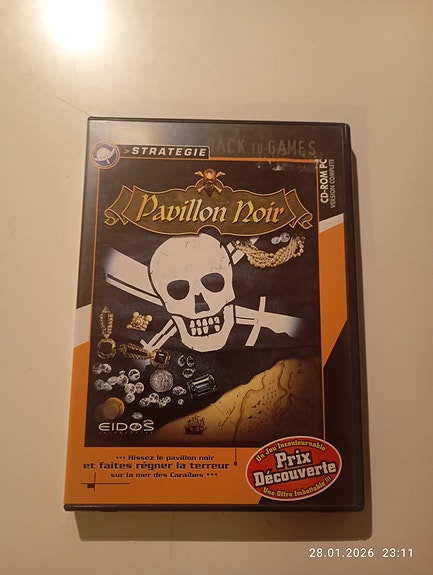 >STRATEGIE
BACK TO GAMES
CD-ROM PC
VERSION COMPLETE
Pavillon Noir
EIDOS
INTERACTIVE
••• Hissez le pavillon noir
et faites régner la terreur
sur la mer des Caraïbes •••
Un Jeu Incontournable
Prix
Découverte
Une Offre Imbattable !!!
28.01.2026 23:11